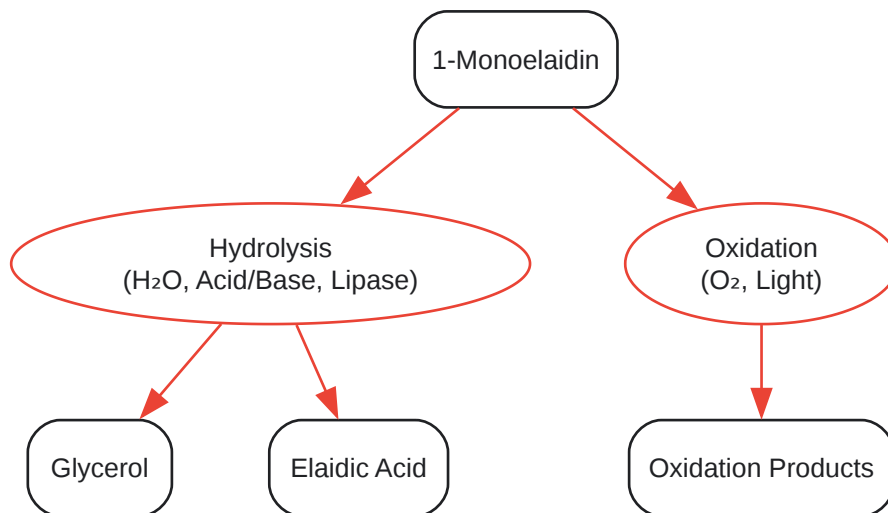 1-Monoelaidin
Hydrolysis
(H₂O, Acid/Base, Lipase)
Oxidation
(O₂, Light)
Glycerol
Elaidic Acid
Oxidation Products